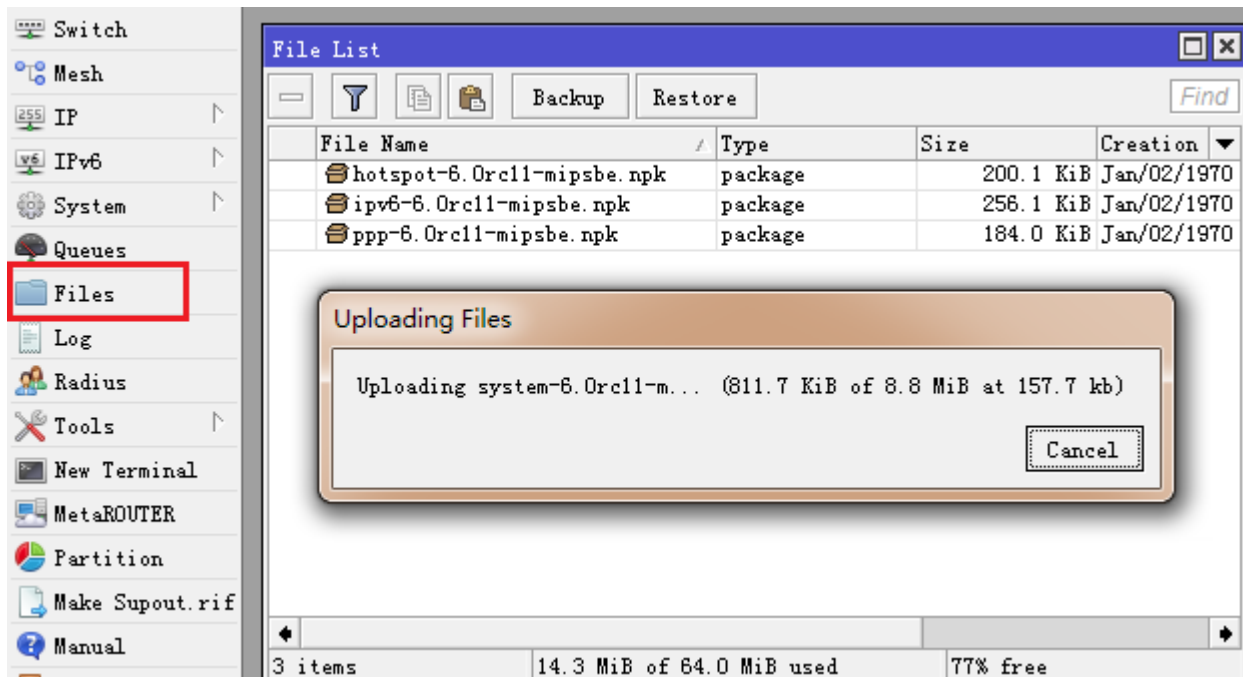 Switch
Mesh
IP
IPv6
System
Queues
Files
Log
Radius
Tools
New Terminal
MetaROUTER
Partition
Make Supout.rif
Manual
File List
Backup Restore Find
File Name Type Size Creation
hotspot-6.0rc11-mipsbe.npk package 200.1 KiB Jan/02/1970
ipv6-6.0rc11-mipsbe.npk package 256.1 KiB Jan/02/1970
ppp-6.0rc11-mipsbe.npk package 184.0 KiB Jan/02/1970
Uploading Files
Uploading system-6.0rc11-m... (811.7 KiB of 8.8 MiB at 157.7 kb)
Cancel
3 items 14.3 MiB of 64.0 MiB used 77% free